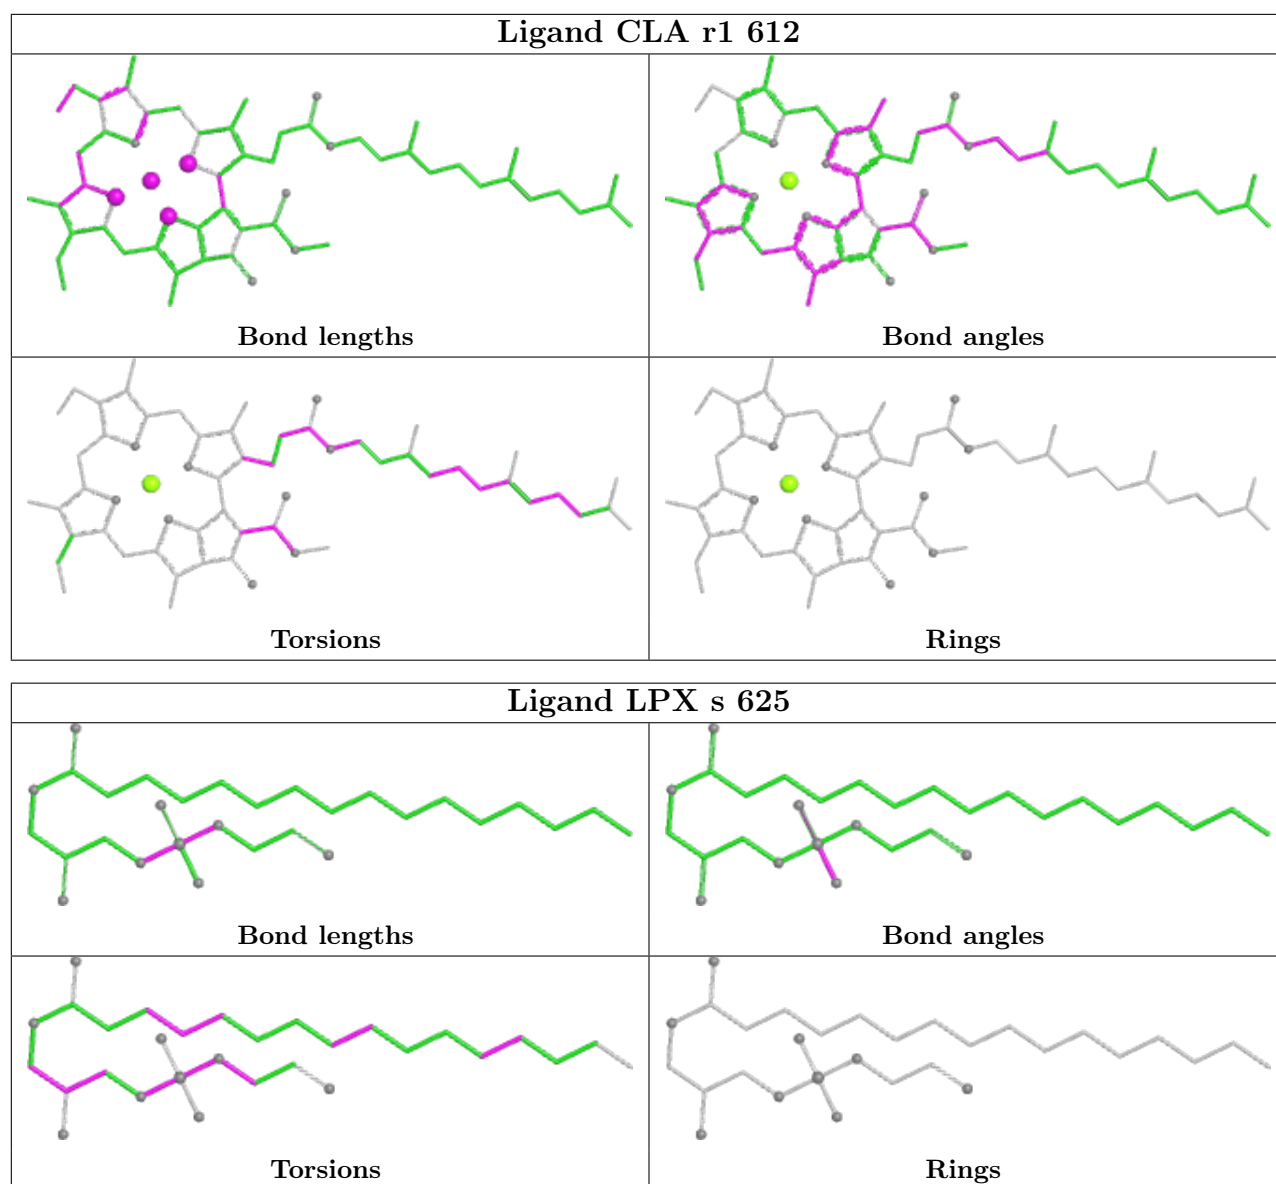 Ligand CLA r1 612
Bond lengths
Bond angles
Torsions
Rings
Ligand LPX s 625
Bond lengths
Bond angles
Torsions
Rings